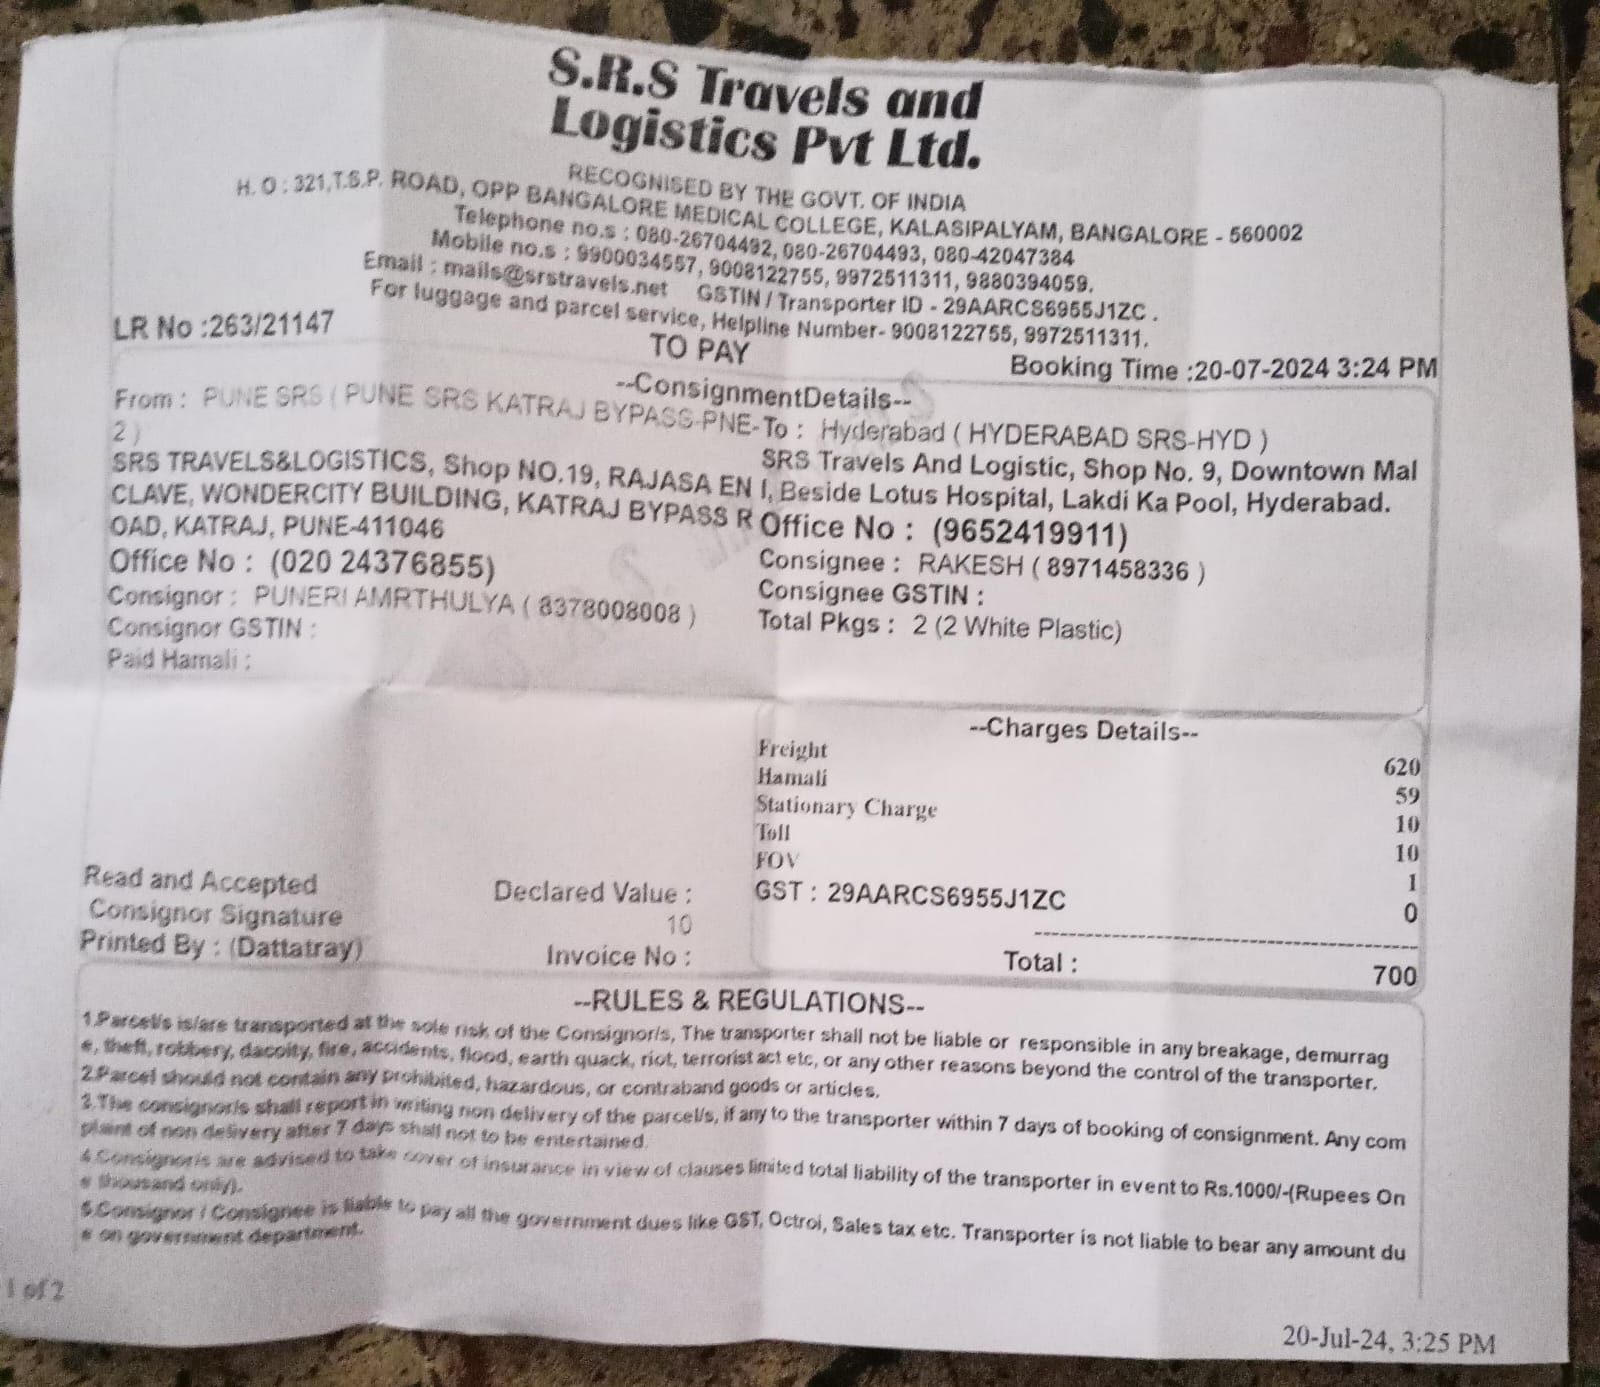 S.R.S Travels and
Logistics Pvt Ltd.
RECOGNISED BY THE GOVT. OF INDIA
H. O : 321,T.S.P. ROAD, OPP BANGALORE MEDICAL COLLEGE, KALASIPALYAM, BANGALORE - 560002
Telephone no.s : 080-26704492, 080-26704493, 080-42047384
Mobile no.s : 9900034557, 9008122755, 9972511311, 9880394059.
Email : mails@srstravels.net GSTIN / Transporter ID - 29AARCS6955J1ZC .
For luggage and parcel service, Helpline Number- 9008122755, 9972511311.
LR No :263/21147
TO PAY
Booking Time :20-07-2024 3:24 PM
--ConsignmentDetails--
From : PUNE SRS ( PUNE SRS KATRAJ BYPASS-PNE-
2 )
SRS TRAVELS&LOGISTICS, Shop NO.19, RAJASA EN
CLAVE, WONDERCITY BUILDING, KATRAJ BYPASS R
OAD, KATRAJ, PUNE-411046
Office No : (020 24376855)
Consignor : PUNERI AMRTHULYA ( 8378008008 )
Consignor GSTIN :
Paid Hamali :
To : Hyderabad ( HYDERABAD SRS-HYD )
SRS Travels And Logistic, Shop No. 9, Downtown Mal
l, Beside Lotus Hospital, Lakdi Ka Pool, Hyderabad.
Office No : (9652419911)
Consignee : RAKESH ( 8971458336 )
Consignee GSTIN :
Total Pkgs : 2 (2 White Plastic)
--Charges Details--
Freight 620
Hamali 59
Stationary Charge 10
Toll 10
FOV 1
GST : 29AARCS6955J1ZC 0
Total : 700
Read and Accepted
Consignor Signature
Printed By : (Dattatray)
Declared Value :
10
Invoice No :
--RULES & REGULATIONS--
1.Parcel/s is/are transported at the sole risk of the Consignor/s, The transporter shall not be liable or responsible in any breakage, demurrag
e, theft, robbery, dacoity, fire, accidents, flood, earth quack, riot, terrorist act etc, or any other reasons beyond the control of the transporter.
2.Parcel should not contain any prohibited, hazardous, or contraband goods or articles.
3.The consignor/s shall report in writing non delivery of the parcel/s, if any to the transporter within 7 days of booking of consignment. Any com
plaint of non delivery after 7 days shall not to be entertained.
4.Consignor/s are advised to take cover of insurance in view of clauses limited total liability of the transporter in event to Rs.1000/-(Rupees On
e thousand only).
5.Consignor / Consignee is liable to pay all the government dues like GST, Octroi, Sales tax etc. Transporter is not liable to bear any amount du
e on government department.
1 of 2
20-Jul-24, 3:25 PM